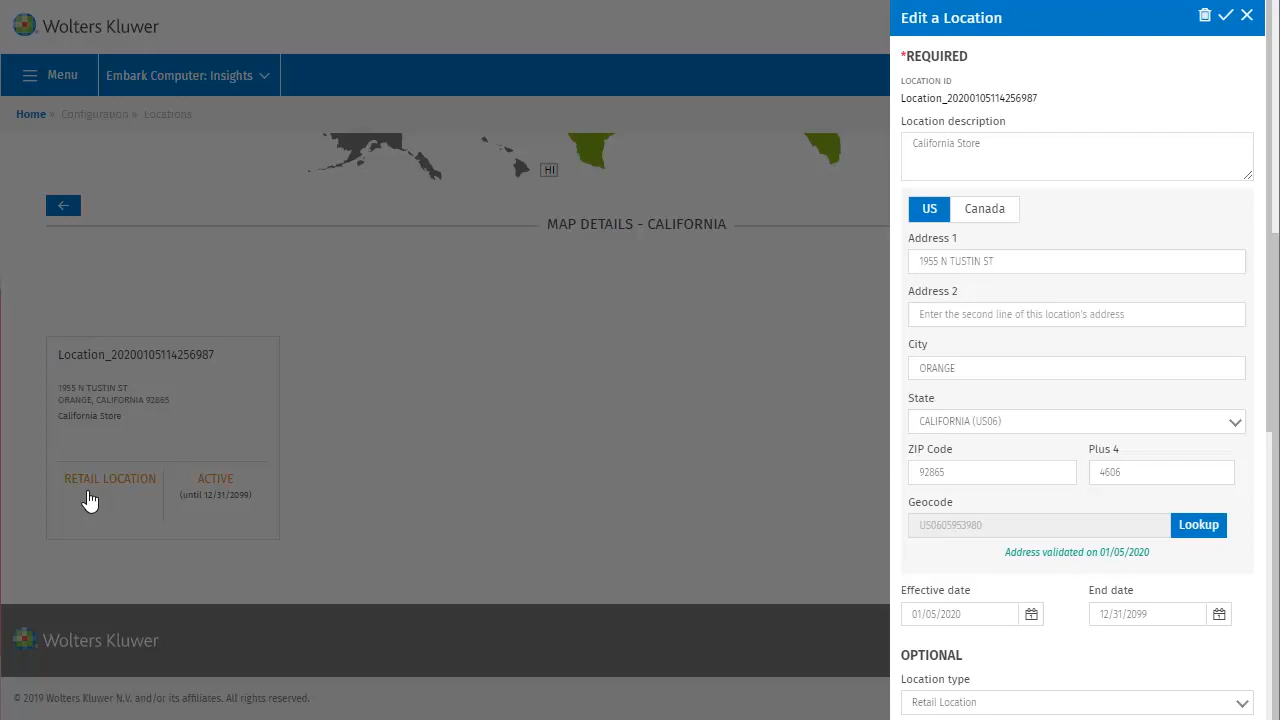 Wolters Kluwer
Menu
Embark Computer: Insights
Home » Configuration » Locations
HI
MAP DETAILS - CALIFORNIA
Location_20200105114256987
1955 N TUSTIN ST
ORANGE, CALIFORNIA 92865
California Store
RETAIL LOCATION
ACTIVE
(until 12/31/2099)
Wolters Kluwer
© 2019 Wolters Kluwer N.V. and/or its affiliates. All rights reserved.
Edit a Location
*REQUIRED
LOCATION ID
Location_20200105114256987
Location description
California Store
US
Canada
Address 1
1955 N TUSTIN ST
Address 2
Enter the second line of this location's address
City
ORANGE
State
CALIFORNIA (US06)
ZIP Code
Plus 4
92865
4606
Geocode
US0605953980
Lookup
Address validated on 01/05/2020
Effective date
End date
01/05/2020
12/31/2099
OPTIONAL
Location type
Retail Location